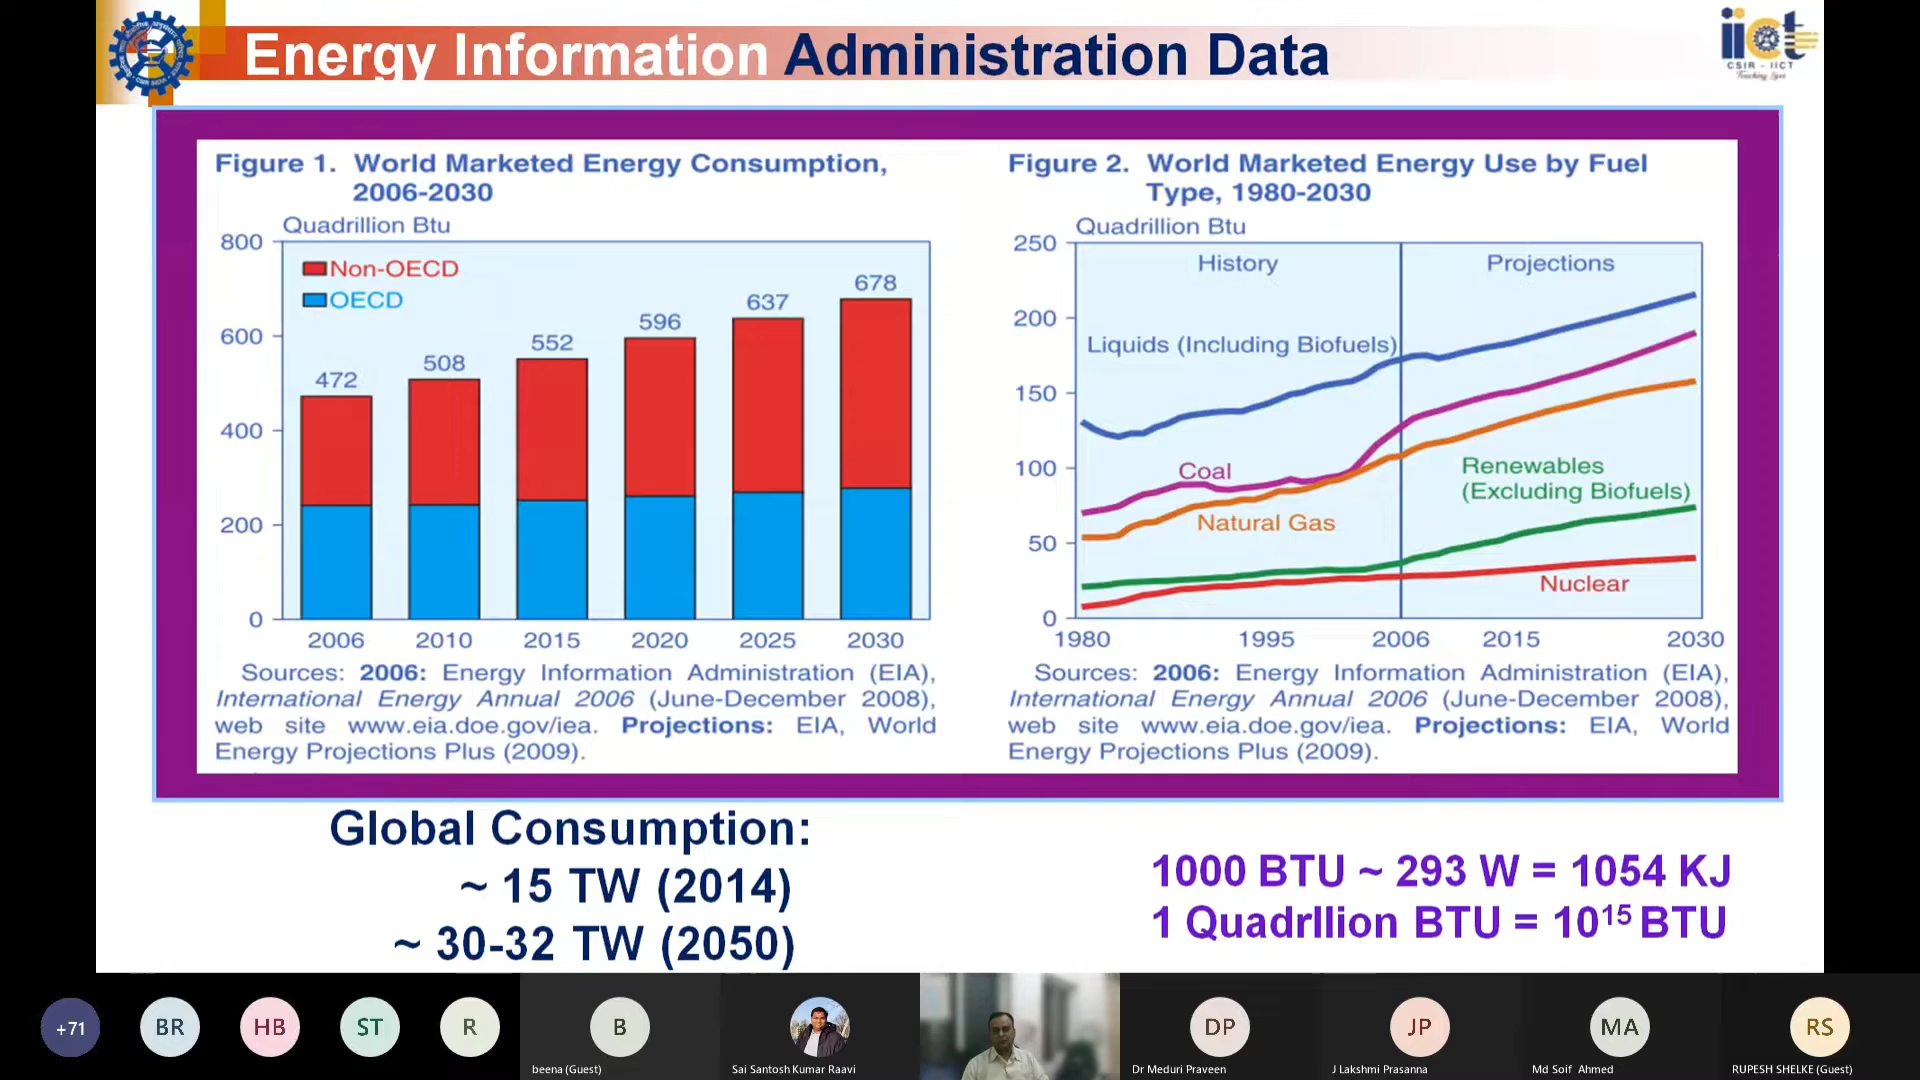 Energy Information Administration Data
iict
CSIR - IICT
Touching Lives
Figure 1. World Marketed Energy Consumption,
2006-2030
Quadrillion Btu
800
600
400
200
0
Non-OECD
OECD
472
508
552
596
637
678
2006 2010 2015 2020 2025 2030
Sources: 2006: Energy Information Administration (EIA),
International Energy Annual 2006 (June-December 2008),
web site www.eia.doe.gov/iea. Projections: EIA, World
Energy Projections Plus (2009).
Figure 2. World Marketed Energy Use by Fuel
Type, 1980-2030
Quadrillion Btu
250
200
150
100
50
0
History
Projections
Liquids (Including Biofuels)
Coal
Natural Gas
Renewables
(Excluding Biofuels)
Nuclear
1980 1995 2006 2015 2030
Sources: 2006: Energy Information Administration (EIA),
International Energy Annual 2006 (June-December 2008),
web site www.eia.doe.gov/iea. Projections: EIA, World
Energy Projections Plus (2009).
Global Consumption:
~ 15 TW (2014)
~ 30-32 TW (2050)
1000 BTU ~ 293 W = 1054 KJ
1 Quadrllion BTU = 10¹⁵ BTU
+71
BR
HB
ST
R
B
beena (Guest)
Sai Santosh Kumar Raavi
DP
Dr Meduri Praveen
JP
J Lakshmi Prasanna
MA
Md Soif Ahmed
RS
RUPESH SHELKE (Guest)